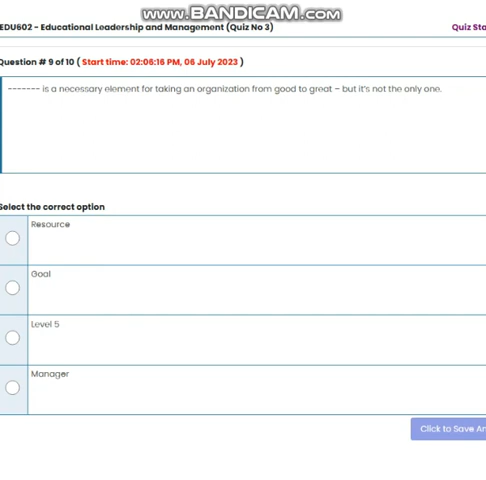 www.BANDICAM.com
EDU602 - Educational Leadership and Management (Quiz No 3)
Quiz Sta
Question # 9 of 10 ( Start time: 02:06:16 PM, 06 July 2023 )
------- is a necessary element for taking an organization from good to great – but it's not the only one.
Select the correct option
Resource
Goal
Level 5
Manager
Click to Save An